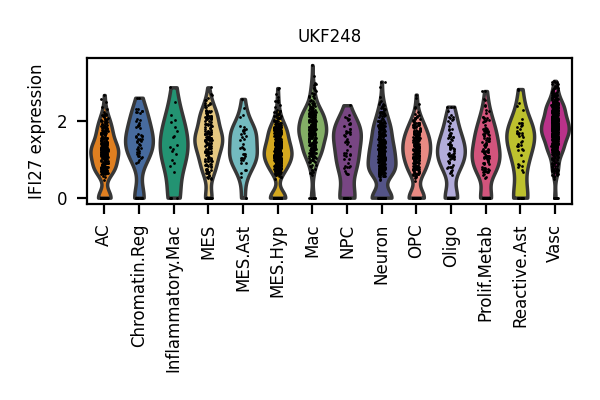 UKF248
IFI27 expression
2
0
AC
Chromatin.Reg
Inflammatory.Mac
MES
MES.Ast
MES.Hyp
Mac
NPC
Neuron
OPC
Oligo
Prolif.Metab
Reactive.Ast
Vasc